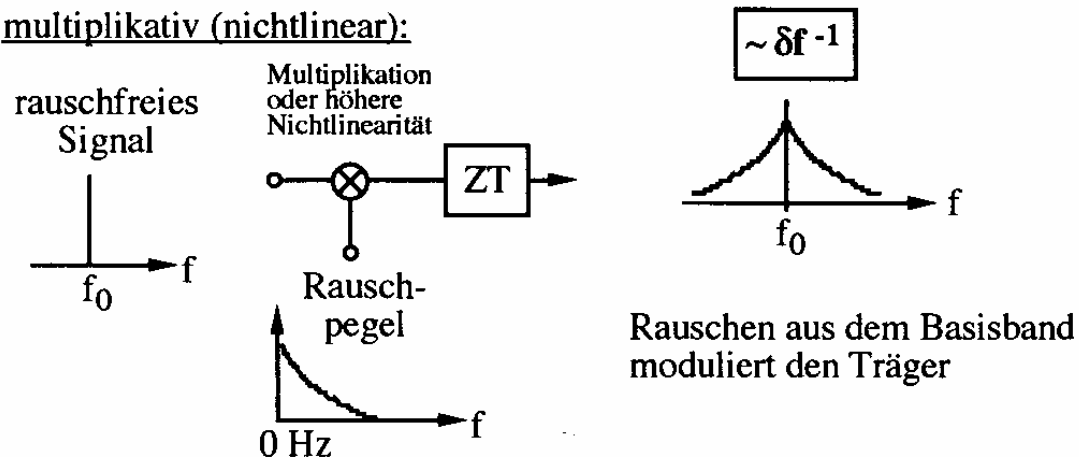 multiplikativ (nichtlinear):
~ δf -1
rauschfreies
Signal
Multiplikation
oder höhere
Nichtlinearität
ZT
f
f0
f
f0
Rausch-
pegel
f
0 Hz
Rauschen aus dem Basisband
moduliert den Träger